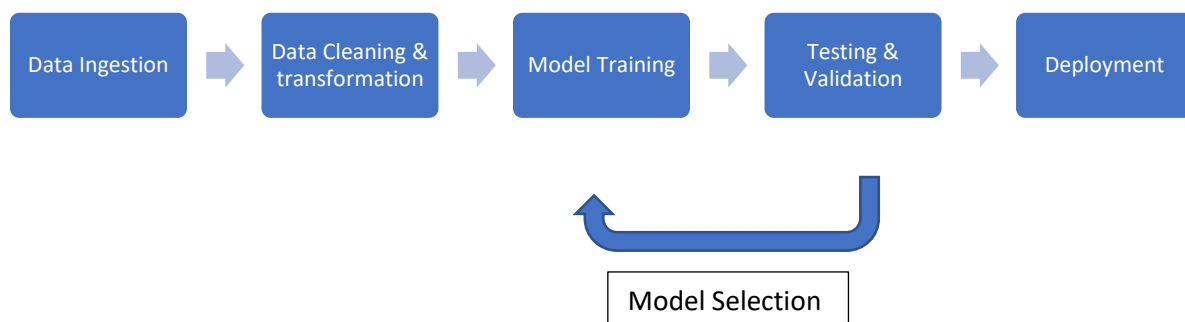 Data Ingestion
Data Cleaning &
transformation
Model Training
Testing &
Validation
Deployment
Model Selection